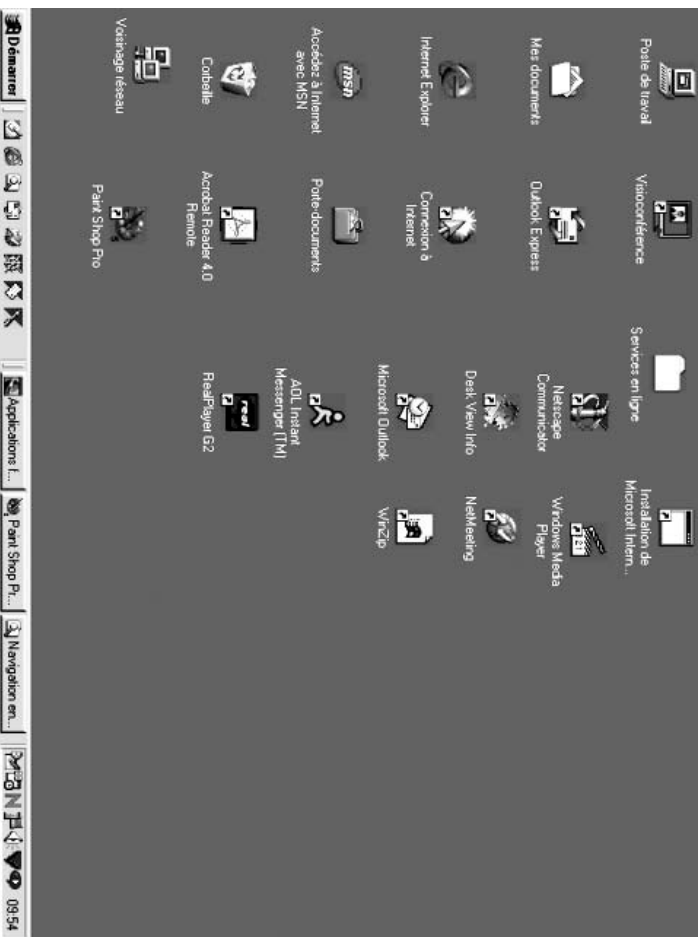 Poste de travail
Mes documents
Internet Explorer
Accédez à Internet
avec MSN
Corbeille
Voisinage réseau
Visioconférence
Outlook Express
Connexion à
Internet
Porte-documents
Acrobat Reader 4.0
Remote
Paint Shop Pro
Services en ligne
Netscape
Communicator
Desk View Info
Microsoft Outlook
AOL Instant
Messenger (TM)
RealPlayer G2
Installation de
Microsoft Intern...
Windows Media
Player
NetMeeting
WinZip
msn
real
Démarrer
Applications f...
Paint Shop Pr...
Navigation en...
09:54